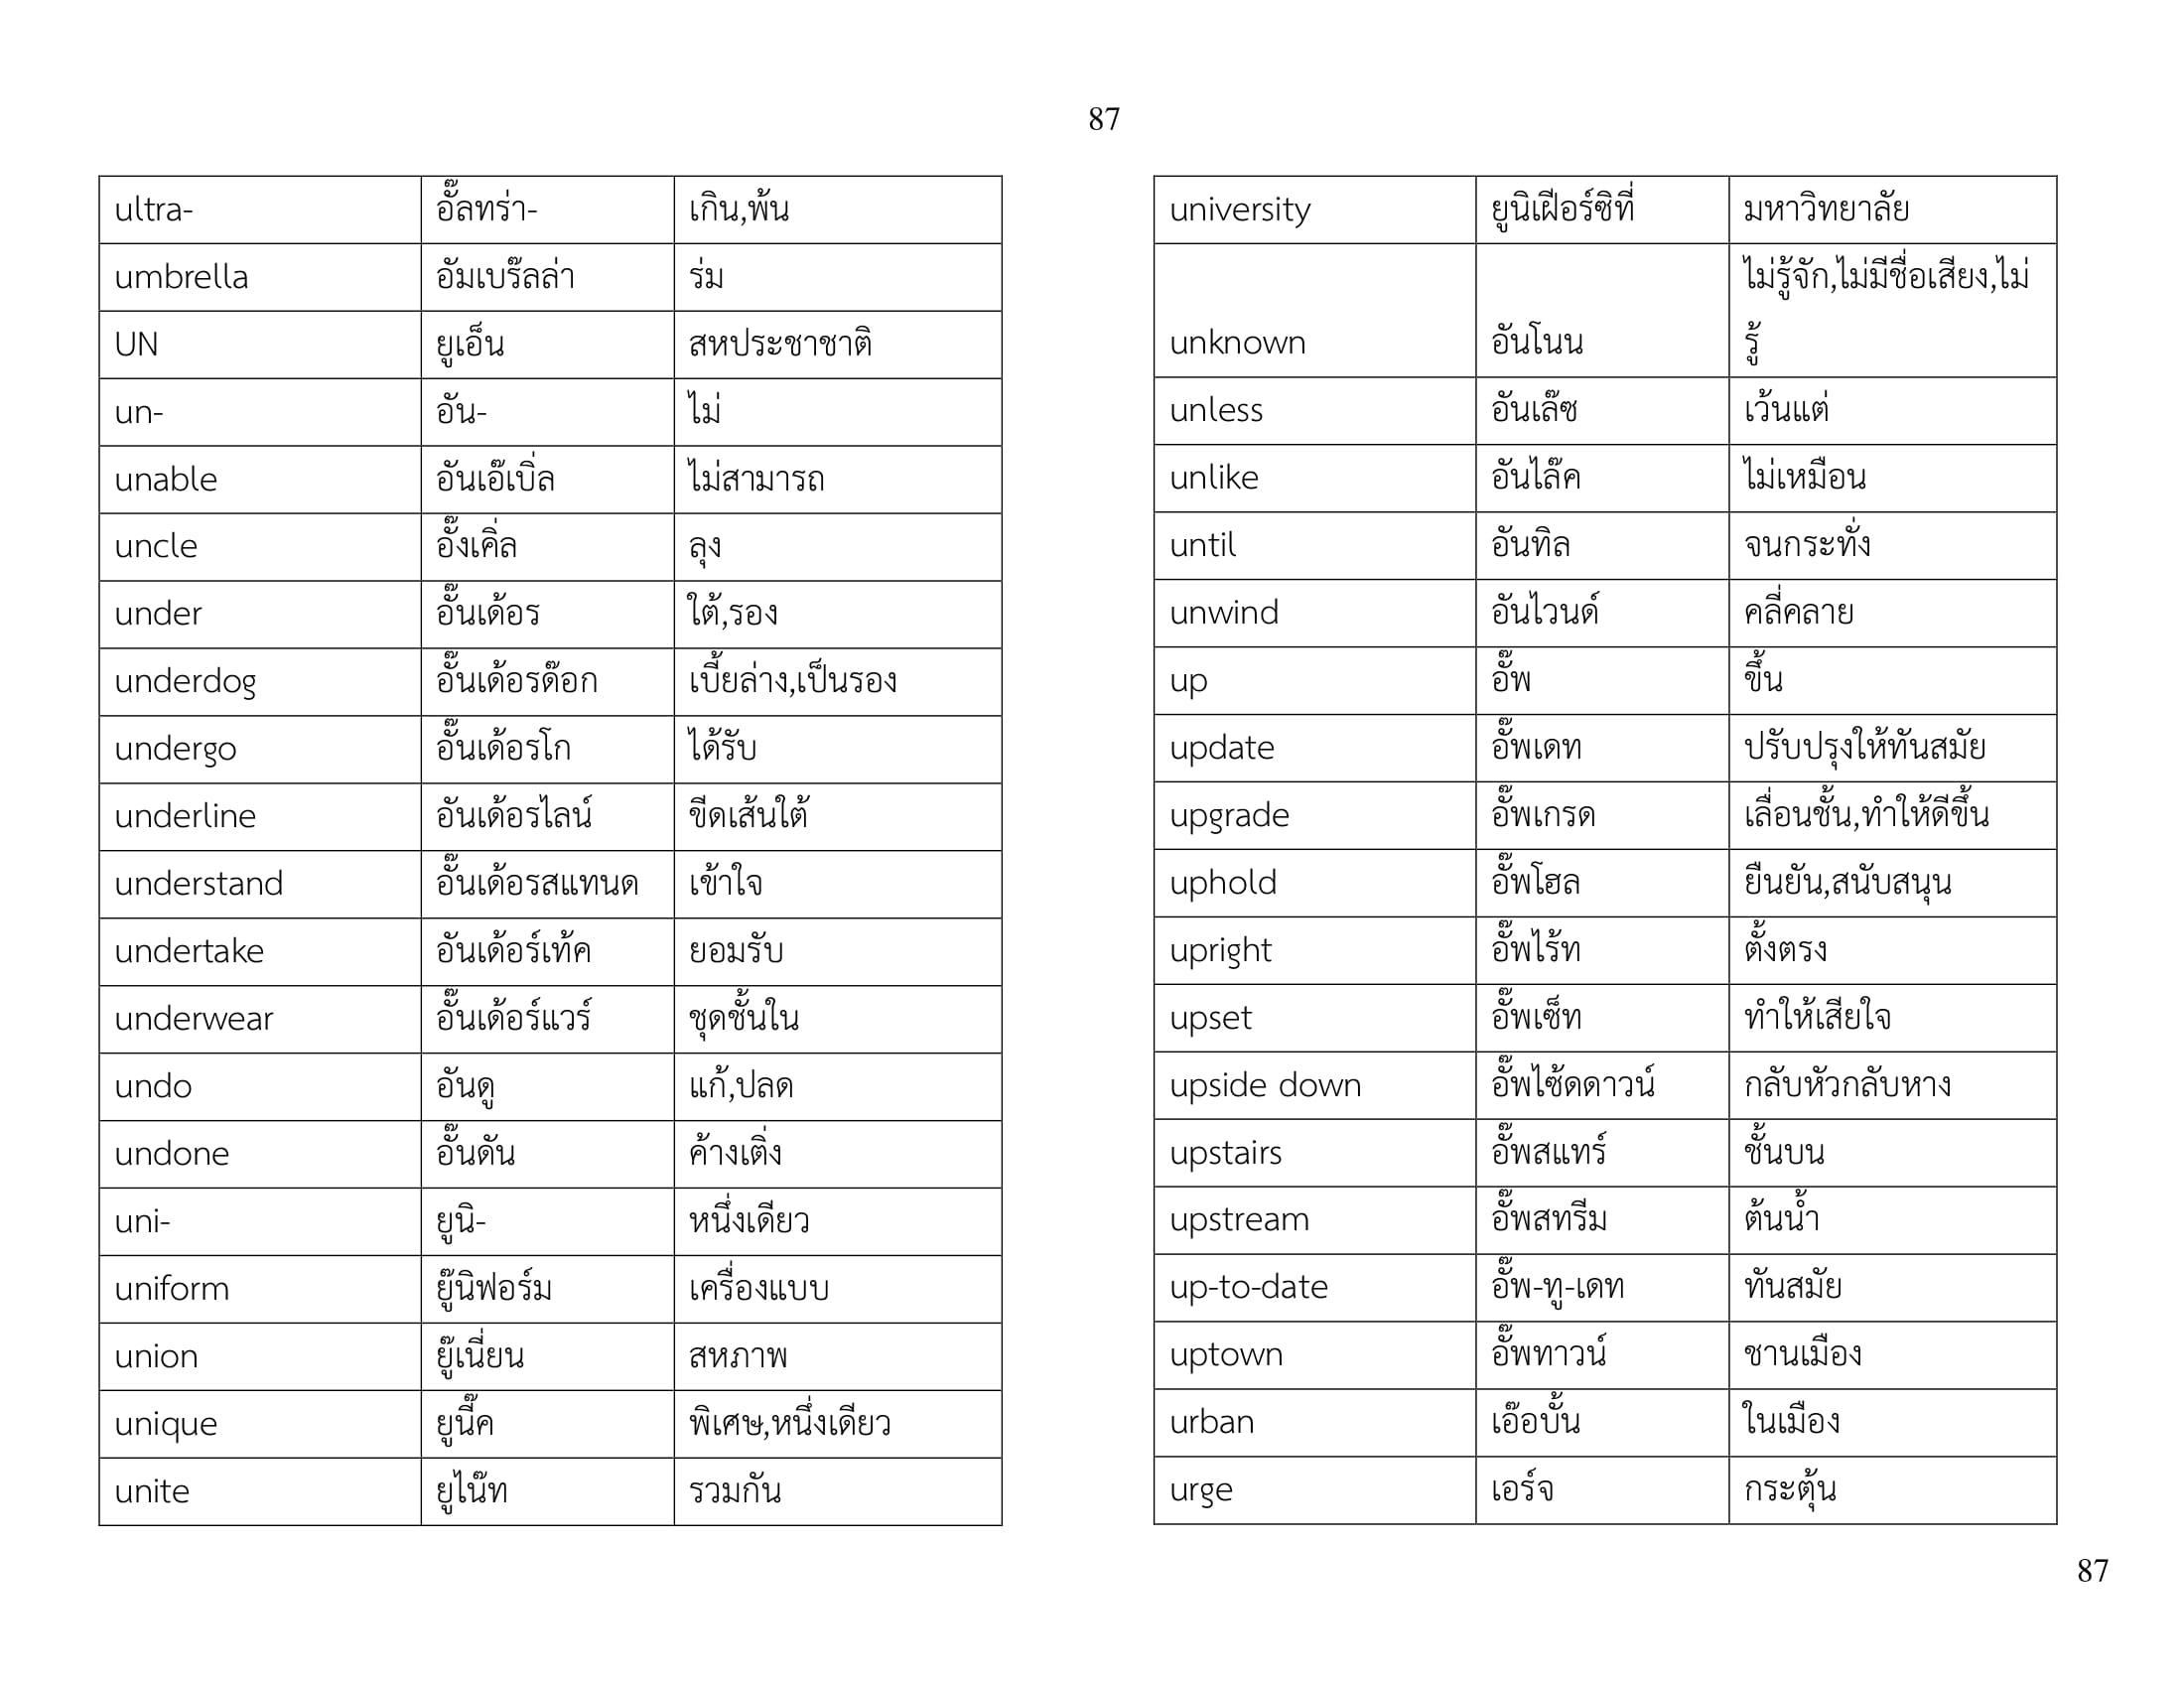 87
ultra- อั๊ลทร่า- เกิน,พ้น
umbrella อัมเบร๊ลล่า ร่ม
UN ยูเอ็น สหประชาชาติ
un- อัน- ไม่
unable อันเอ๊เบิ่ล ไม่สามารถ
uncle อั๊งเคิ่ล ลุง
under อั๊นเด้อร ใต้,รอง
underdog อั๊นเด้อรด๊อก เบี้ยล่าง,เป็นรอง
undergo อั๊นเด้อรโก ได้รับ
underline อันเด้อรไลน์ ขีดเส้นใต้
understand อั๊นเด้อรสแทนด เข้าใจ
undertake อันเด้อร์เท้ค ยอมรับ
underwear อั๊นเด้อร์แวร์ ชุดชั้นใน
undo อันดู แก้,ปลด
undone อั๊นดัน ค้างเติ่ง
uni- ยูนิ- หนึ่งเดียว
uniform ยู๊นิฟอร์ม เครื่องแบบ
union ยู๊เนี่ยน สหภาพ
unique ยูนี๊ค พิเศษ,หนึ่งเดียว
unite ยูไน๊ท รวมกัน
university ยูนิเฝีอร์ซิที่ มหาวิทยาลัย
ไม่รู้จัก,ไม่มีชื่อเสียง,ไม่
unknown อันโนน รู้
unless อันเล๊ซ เว้นแต่
unlike อันไล๊ค ไม่เหมือน
until อันทิล จนกระทั่ง
unwind อันไวนด์ คลี่คลาย
up อั๊พ ขึ้น
update อั๊พเดท ปรับปรุงให้ทันสมัย
upgrade อั๊พเกรด เลื่อนชั้น,ทำให้ดีขึ้น
uphold อั๊พโฮล ยืนยัน,สนับสนุน
upright อั๊พไร้ท ตั้งตรง
upset อั๊พเซ็ท ทำให้เสียใจ
upside down อั๊พไซ้ดดาวน์ กลับหัวกลับหาง
upstairs อั๊พสแทร์ ชั้นบน
upstream อั๊พสทรีม ต้นน้ำ
up-to-date อั๊พ-ทู-เดท ทันสมัย
uptown อั๊พทาวน์ ชานเมือง
urban เอ๊อบั้น ในเมือง
urge เอร์จ กระตุ้น
87